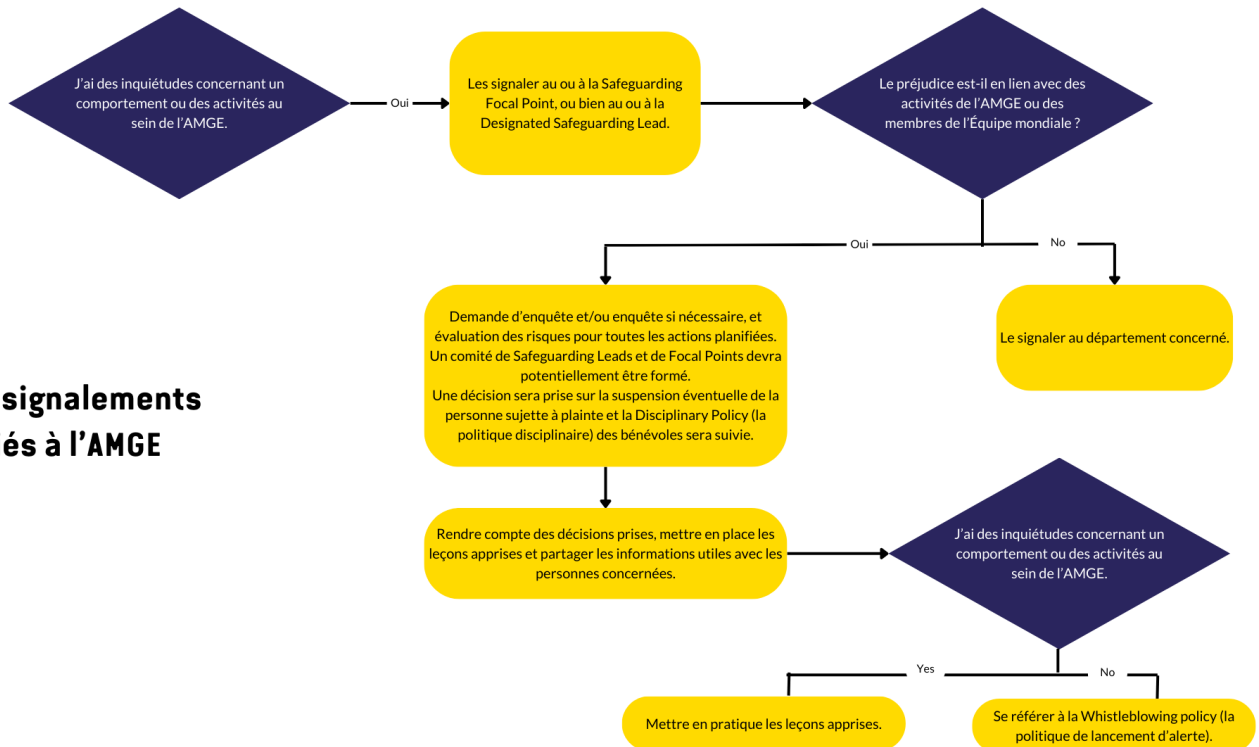 J'ai des inquiétudes concernant un
comportement ou des activités au
sein de l'AMGE.
Oui
Les signaler au ou à la Safeguarding
Focal Point, ou bien au ou à la
Designated Safeguarding Lead.
Le préjudice est-il en lien avec des
activités de l'AMGE ou des
membres de l'Équipe mondiale ?
Oui
No
Demande d'enquête et/ou enquête si nécessaire, et
évaluation des risques pour toutes les actions planifiées.
Un comité de Safeguarding Leads et de Focal Points devra
potentiellement être formé.
Une décision sera prise sur la suspension éventuelle de la
personne sujette à plainte et la Disciplinary Policy (la
politique disciplinaire) des bénévoles sera suivie.
Le signaler au département concerné.
signalements
és à l'AMGE
Rendre compte des décisions prises, mettre en place les
leçons apprises et partager les informations utiles avec les
personnes concernées.
J'ai des inquiétudes concernant un
comportement ou des activités au
sein de l'AMGE.
Yes
No
Mettre en pratique les leçons apprises.
Se référer à la Whistleblowing policy (la
politique de lancement d'alerte).